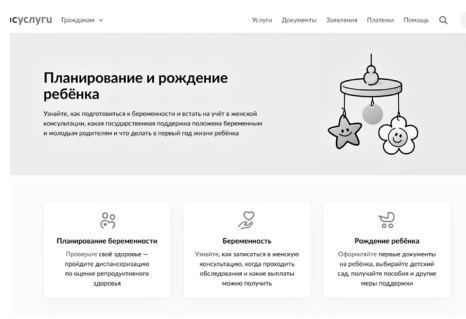 осуслуги Гражданам Услуги Документы Заявления Платежи Помощь
Планирование и рождение
ребёнка
Узнайте, как подготовиться к беременности и встать на учёт в женской
консультации, какая государственная поддержка положена беременным
и молодым родителям и что делать в первый год жизни ребёнка
Планирование беременности
Проверьте своё здоровье —
пройдите диспансеризацию
по оценке репродуктивного
здоровья
Беременность
Узнайте, как записаться в женскую
консультацию, когда проходить
обследования и какие выплаты
можно получить
Рождение ребёнка
Оформляйте первые документы
на ребёнка, выбирайте детский
сад, получайте пособия и другие
меры поддержки